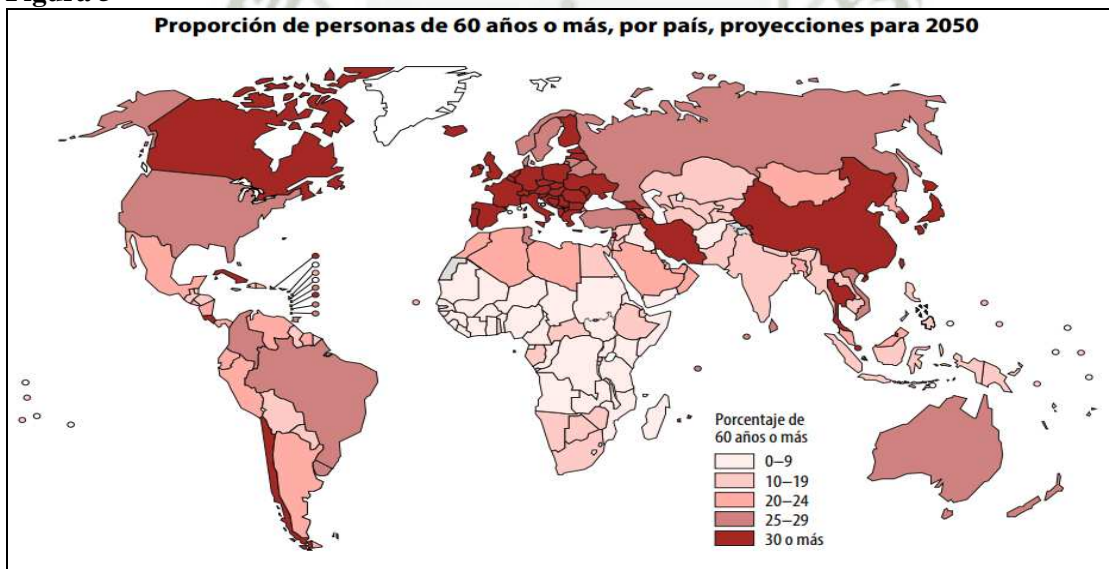 Proporción de personas de 60 años o más, por país, proyecciones para 2050
Porcentaje de
60 años o más
0–9
10–19
20–24
25–29
30 o más